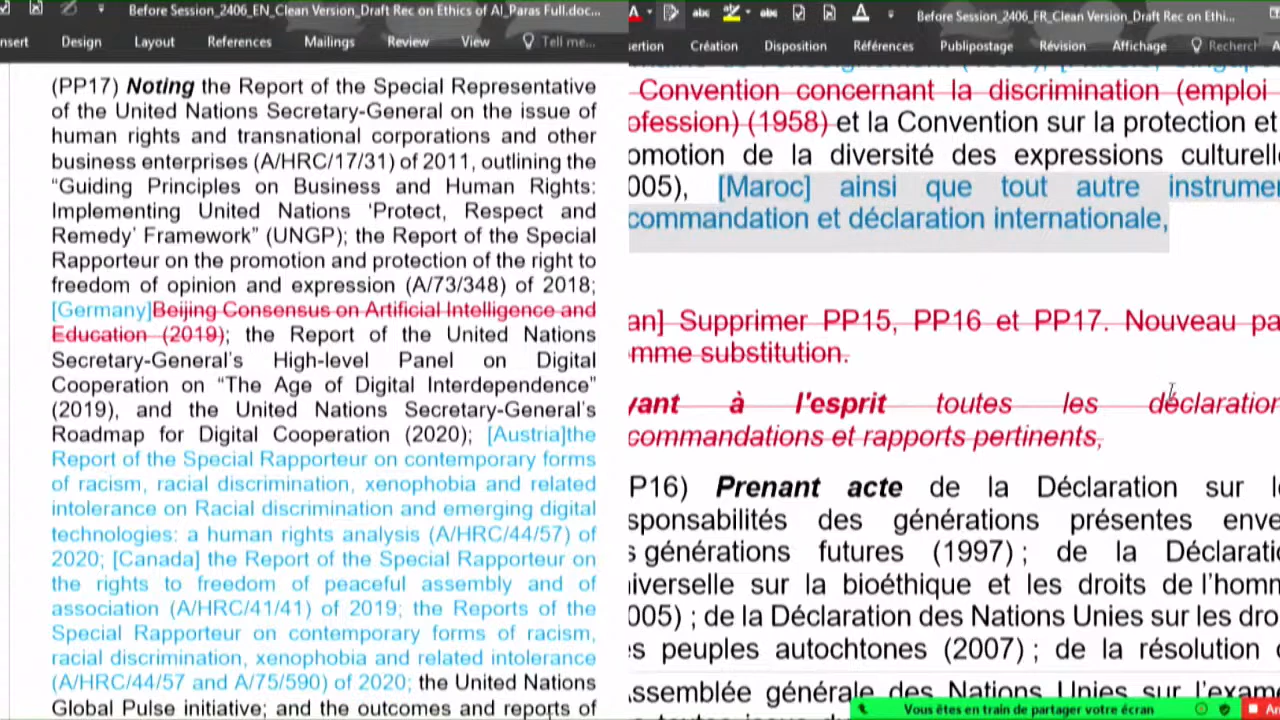 Before Session_2406_EN_Clean Version_Draft Rec on Ethics of AI_Paras Full.doc...
nsert Design Layout References Mailings Review View Tell me...
(PP17) Noting the Report of the Special Representative
of the United Nations Secretary-General on the issue of
human rights and transnational corporations and other
business enterprises (A/HRC/17/31) of 2011, outlining the
“Guiding Principles on Business and Human Rights:
Implementing United Nations ‘Protect, Respect and
Remedy’ Framework” (UNGP); the Report of the Special
Rapporteur on the promotion and protection of the right to
freedom of opinion and expression (A/73/348) of 2018;
[Germany]Beijing Consensus on Artificial Intelligence and
Education (2019); the Report of the United Nations
Secretary-General’s High-level Panel on Digital
Cooperation on “The Age of Digital Interdependence”
(2019), and the United Nations Secretary-General’s
Roadmap for Digital Cooperation (2020); [Austria]the
Report of the Special Rapporteur on contemporary forms
of racism, racial discrimination, xenophobia and related
intolerance on Racial discrimination and emerging digital
technologies: a human rights analysis (A/HRC/44/57) of
2020; [Canada] the Report of the Special Rapporteur on
the rights to freedom of peaceful assembly and of
association (A/HRC/41/41) of 2019; the Reports of the
Special Rapporteur on contemporary forms of racism,
racial discrimination, xenophobia and related intolerance
(A/HRC/44/57 and A/75/590) of 2020; the United Nations
Global Pulse initiative; and the outcomes and reports of
Before Session_2406_FR_Clean Version_Draft Rec on Ethi...
sertion Création Disposition Références Publipostage Révision Affichage Recherc
Convention concernant la discrimination (emploi
ofession) (1958) et la Convention sur la protection et
omotion de la diversité des expressions culturelle
005), [Maroc] ainsi que tout autre instrumen
commandation et déclaration internationale,
an] Supprimer PP15, PP16 et PP17. Nouveau pa
mme substitution.
yant à l'esprit toutes les déclaration
commandations et rapports pertinents,
P16) Prenant acte de la Déclaration sur le
sponsabilités des générations présentes enve
s générations futures (1997) ; de la Déclaratio
iverselle sur la bioéthique et les droits de l’homm
005) ; de la Déclaration des Nations Unies sur les dro
s peuples autochtones (2007) ; de la résolution
ssemblée générale des Nations Unies sur l’exame
Vous êtes en train de partager votre écran